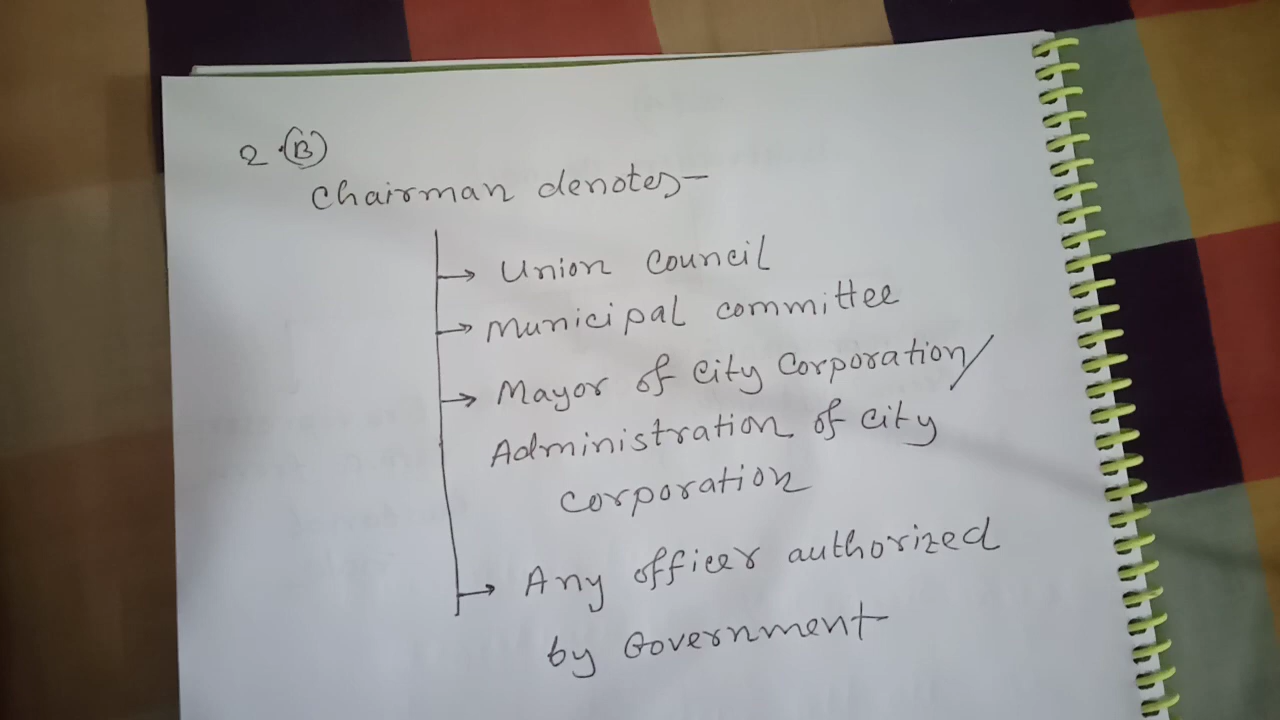 2.(B)
Chairman denotes-
→ Union Council
→ Municipal committee
→ Mayor of City Corporation/
Administration of city
Corporation
→ Any officer authorized
by Government